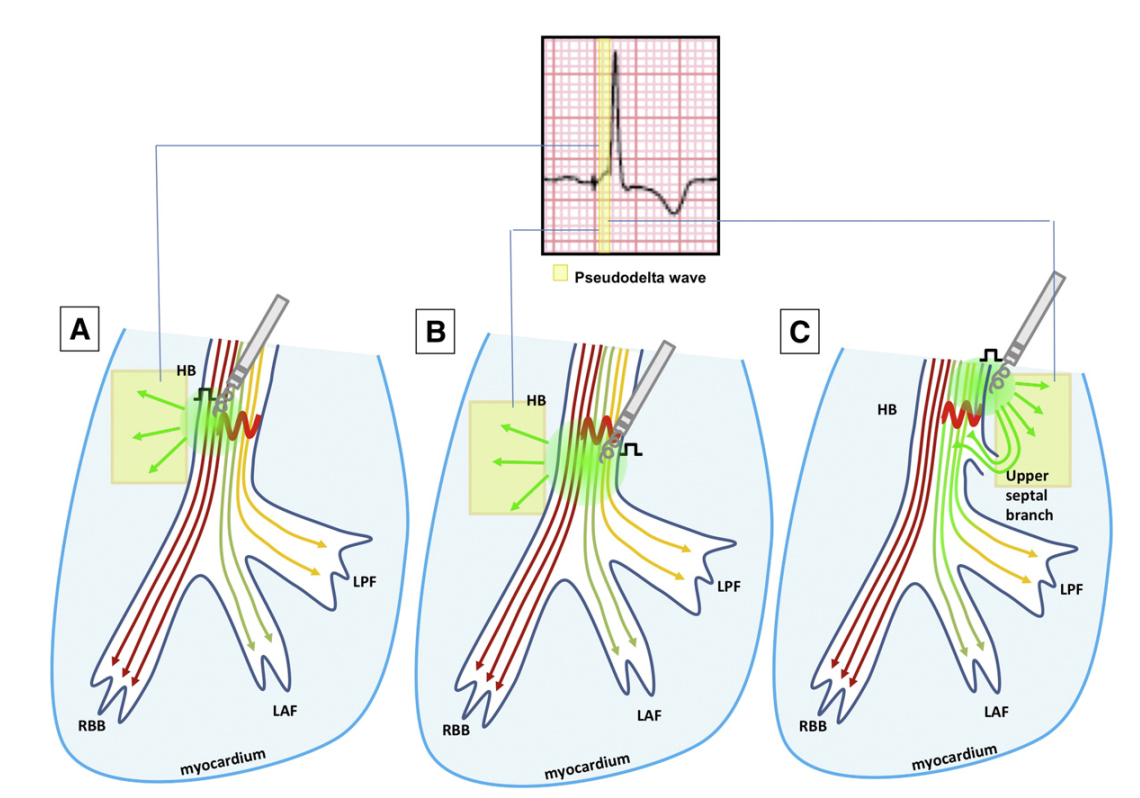 Pseudodelta wave
A
HB
LPF
LAF
RBB
myocardium
B
HB
LPF
LAF
RBB
myocardium
C
HB
Upper
septal
branch
LPF
LAF
RBB
myocardium